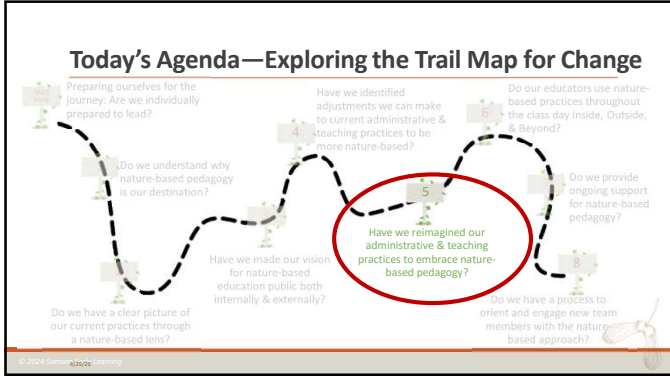 Today's Agenda—Exploring the Trail Map for Change
Preparing ourselves for the
journey: Are we individually
prepared to lead?
Do we understand why
nature-based pedagogy
is our destination?
Do we have a clear picture of
our current practices through
a nature-based lens?
Have we made our vision
for nature-based
education public both
internally & externally?
4
Have we identified
adjustments we can make
to current administrative &
teaching practices to be
more nature-based?
5
Have we reimagined our
administrative & teaching
practices to embrace nature-
based pedagogy?
6
Do our educators use nature-
based practices throughout
the class day Inside, Outside,
& Beyond?
Do we provide
ongoing support
for nature-based
pedagogy?
8
Do we have a process to
orient and engage new team
members with the nature-
based approach?
© 2024 Samara Learning